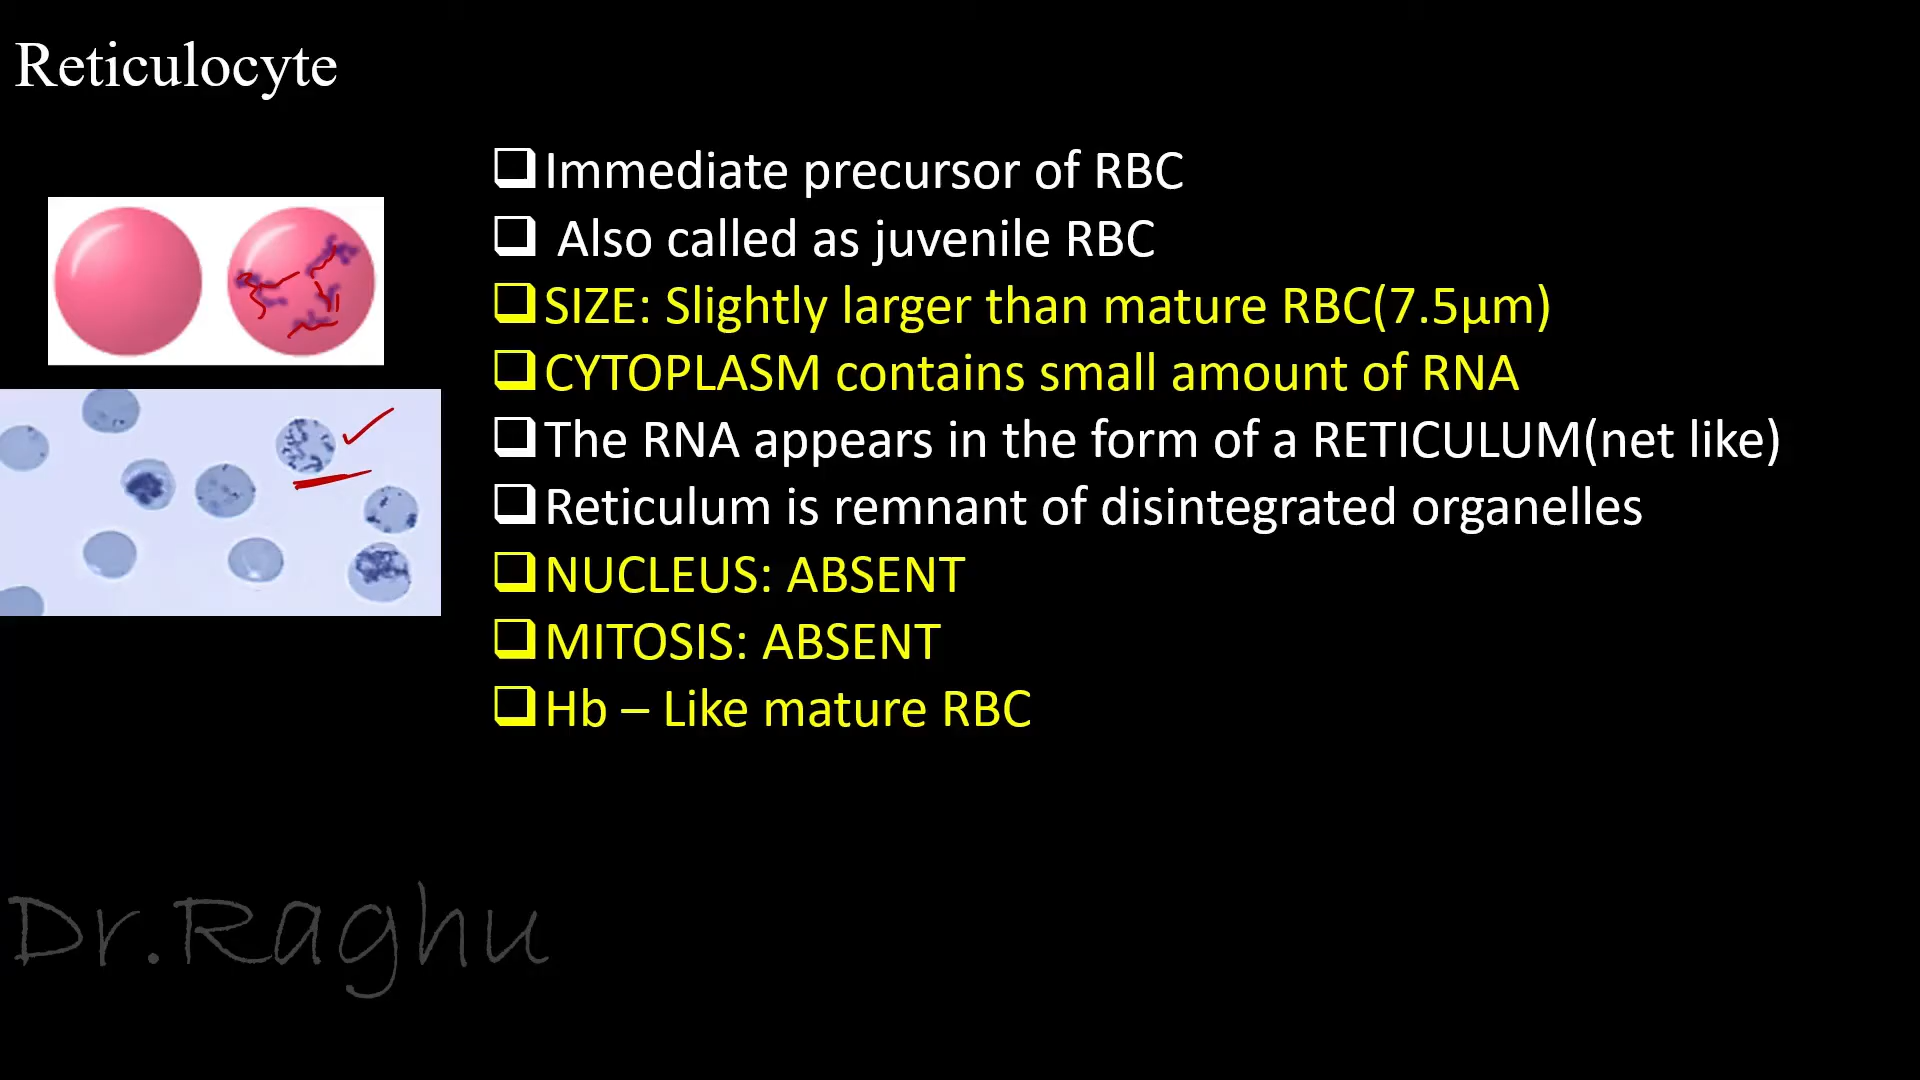 Reticulocyte
Immediate precursor of RBC
Also called as juvenile RBC
SIZE: Slightly larger than mature RBC(7.5µm)
CYTOPLASM contains small amount of RNA
The RNA appears in the form of a RETICULUM(net like)
Reticulum is remnant of disintegrated organelles
NUCLEUS: ABSENT
MITOSIS: ABSENT
Hb – Like mature RBC
Dr.Raghu